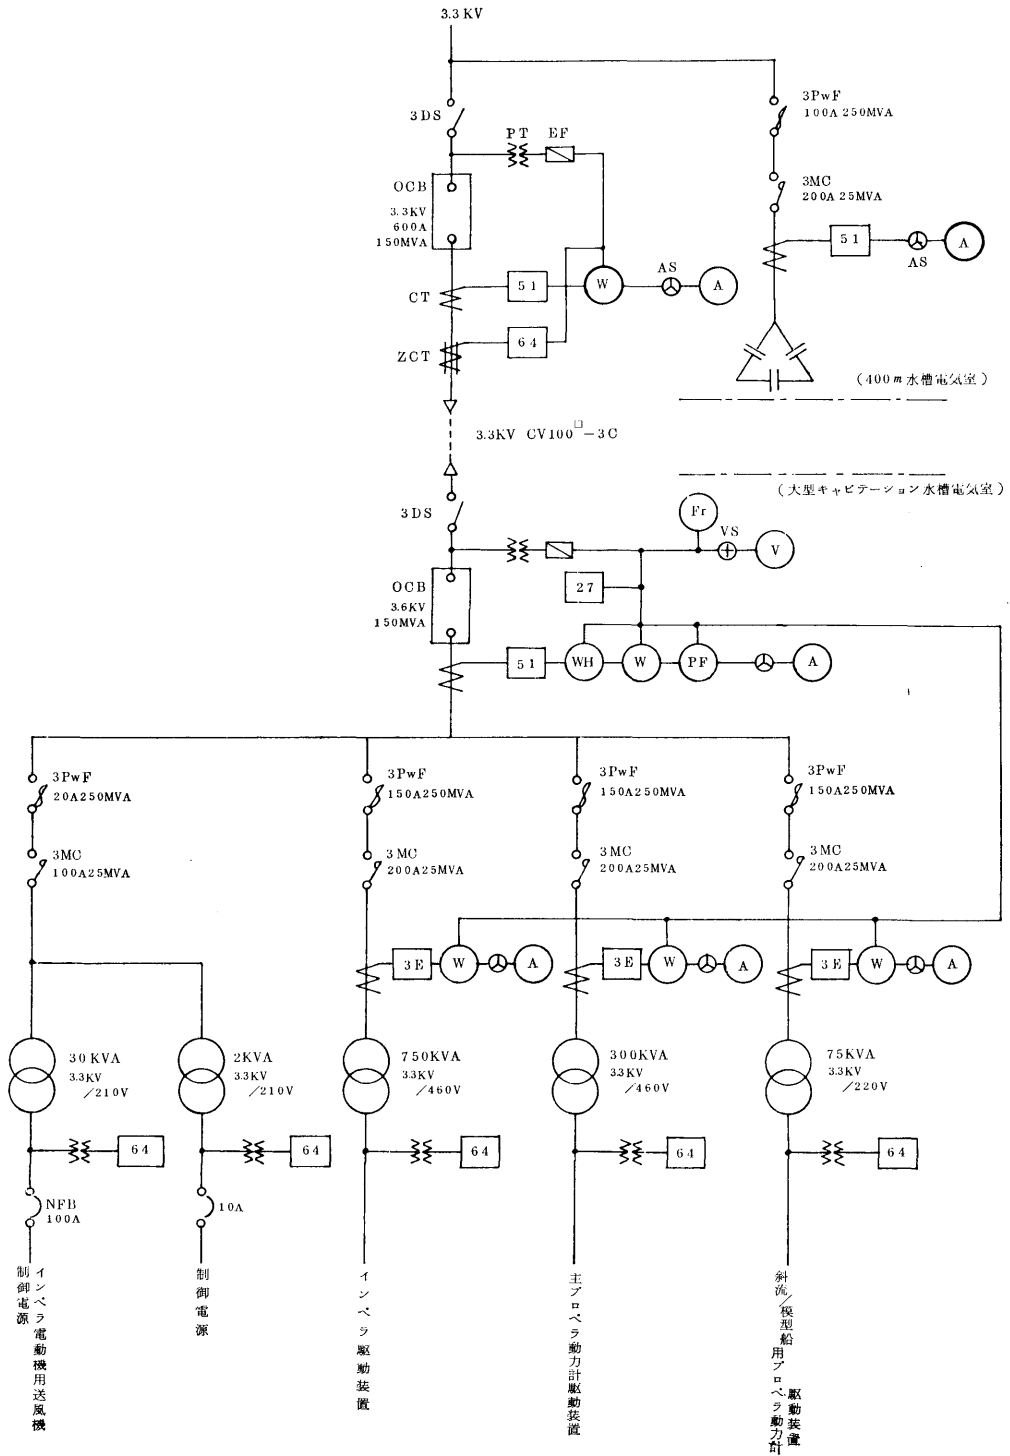 3.3 KV
3DS
PT
EF
3PwF
100A 250MVA
OCB
3.3KV
600A
150MVA
3MC
200A 25MVA
51
AS
A
CT
51
W
AS
A
ZCT
64
(400m水槽電気室)
3.3KV CV100□-3C
(大型キャビテーション水槽電気室)
3DS
Fr
VS
V
OCB
3.6KV
150MVA
27
51
WH
W
PF
A
3PwF
20A250MVA
3PwF
150A250MVA
3PwF
150A250MVA
3PwF
150A250MVA
3MC
100A25MVA
3MC
200A25MVA
3MC
200A25MVA
3MC
200A25MVA
3E
W
A
3E
W
A
3E
W
A
30KVA
3.3KV
/210V
2KVA
3.3KV
/210V
750KVA
3.3KV
/460V
300KVA
3.3KV
/460V
75KVA
3.3KV
/220V
64
64
64
64
64
NFB
100A
10A
インペラ電動機用送風機
制御電源
制御電源
インペラ駆動装置
主プロペラ動力計駆動装置
斜流/模型船用プロペラ動力計
駆動装置